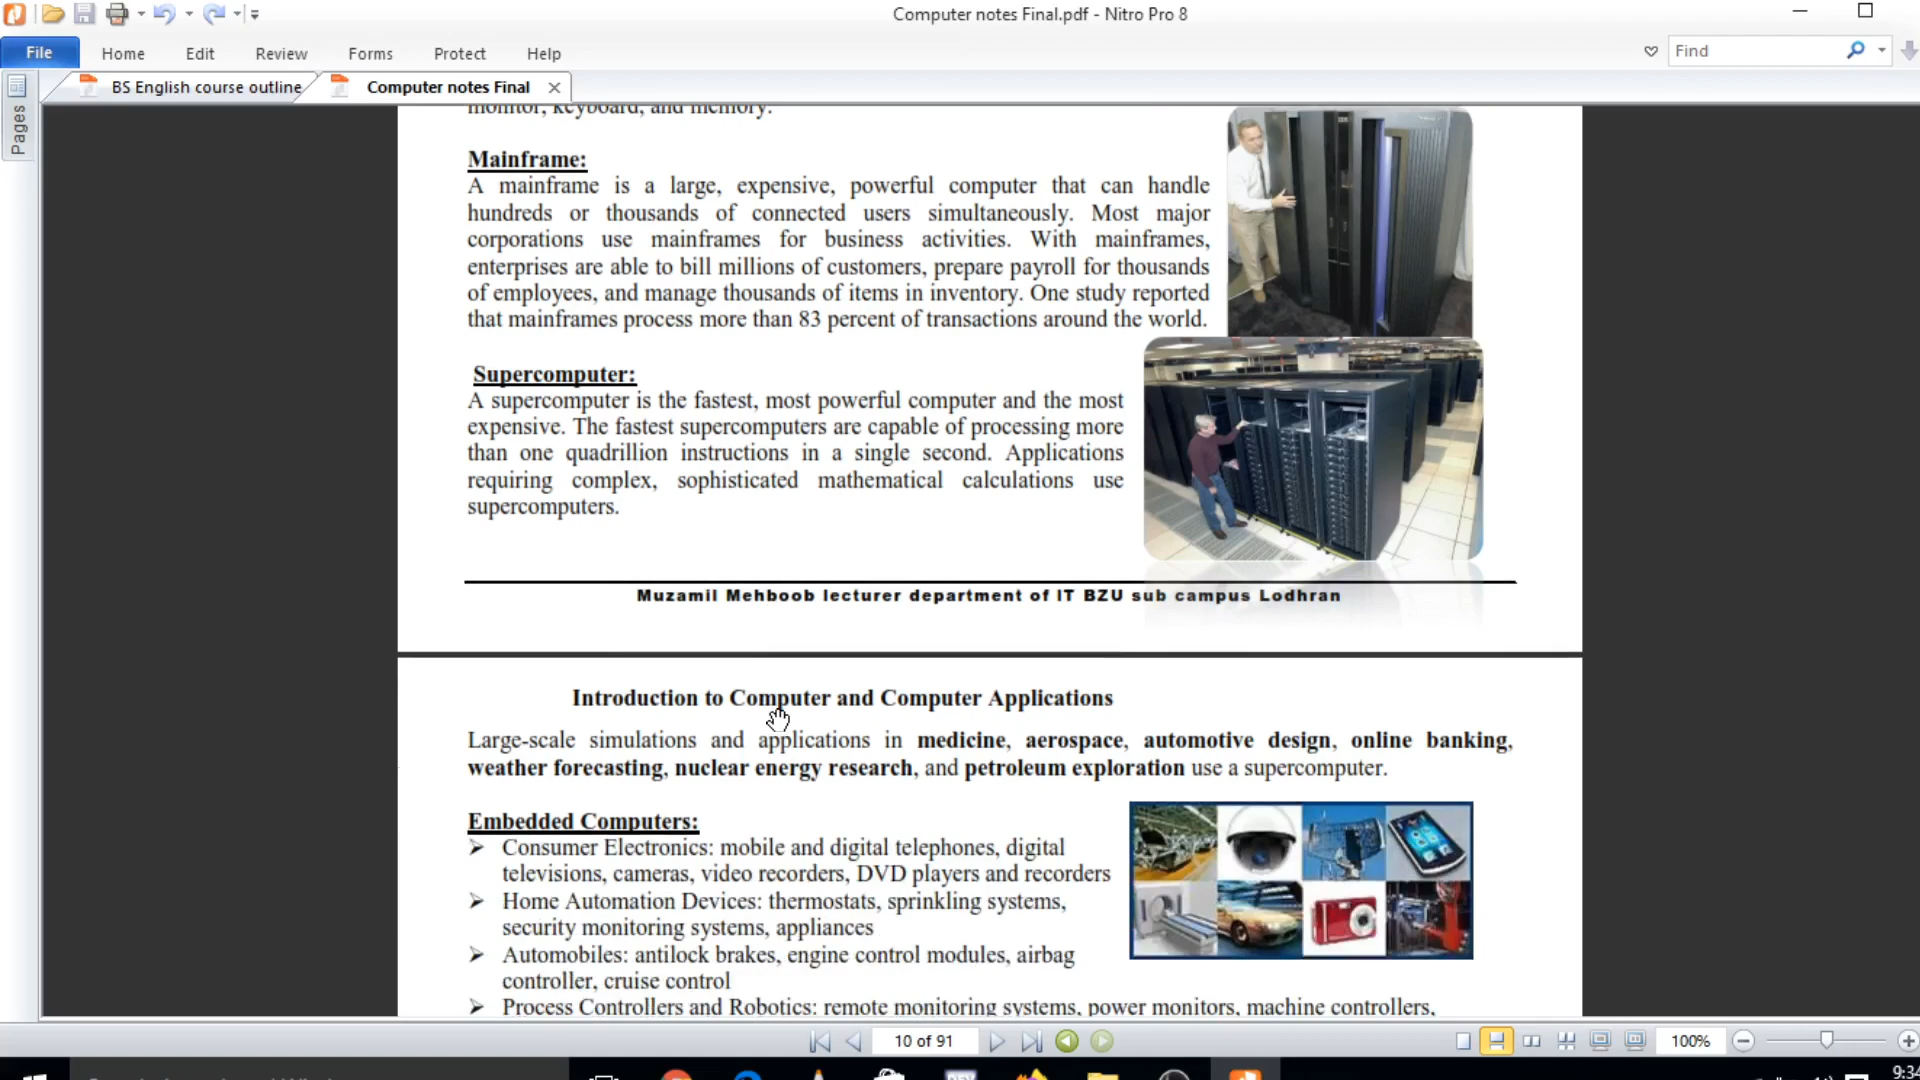 Computer notes Final.pdf - Nitro Pro 8
File Home Edit Review Forms Protect Help
Find
BS English course outline
Computer notes Final
Pages
monitor, keyboard, and memory.
Mainframe:
A mainframe is a large, expensive, powerful computer that can handle
hundreds or thousands of connected users simultaneously. Most major
corporations use mainframes for business activities. With mainframes,
enterprises are able to bill millions of customers, prepare payroll for thousands
of employees, and manage thousands of items in inventory. One study reported
that mainframes process more than 83 percent of transactions around the world.
Supercomputer:
A supercomputer is the fastest, most powerful computer and the most
expensive. The fastest supercomputers are capable of processing more
than one quadrillion instructions in a single second. Applications
requiring complex, sophisticated mathematical calculations use
supercomputers.
Muzamil Mehboob lecturer department of IT BZU sub campus Lodhran
Introduction to Computer and Computer Applications
Large-scale simulations and applications in medicine, aerospace, automotive design, online banking,
weather forecasting, nuclear energy research, and petroleum exploration use a supercomputer.
Embedded Computers:
➢ Consumer Electronics: mobile and digital telephones, digital
televisions, cameras, video recorders, DVD players and recorders
➢ Home Automation Devices: thermostats, sprinkling systems,
security monitoring systems, appliances
➢ Automobiles: antilock brakes, engine control modules, airbag
controller, cruise control
➢ Process Controllers and Robotics: remote monitoring systems, power monitors, machine controllers,
10 of 91
100%
9:34